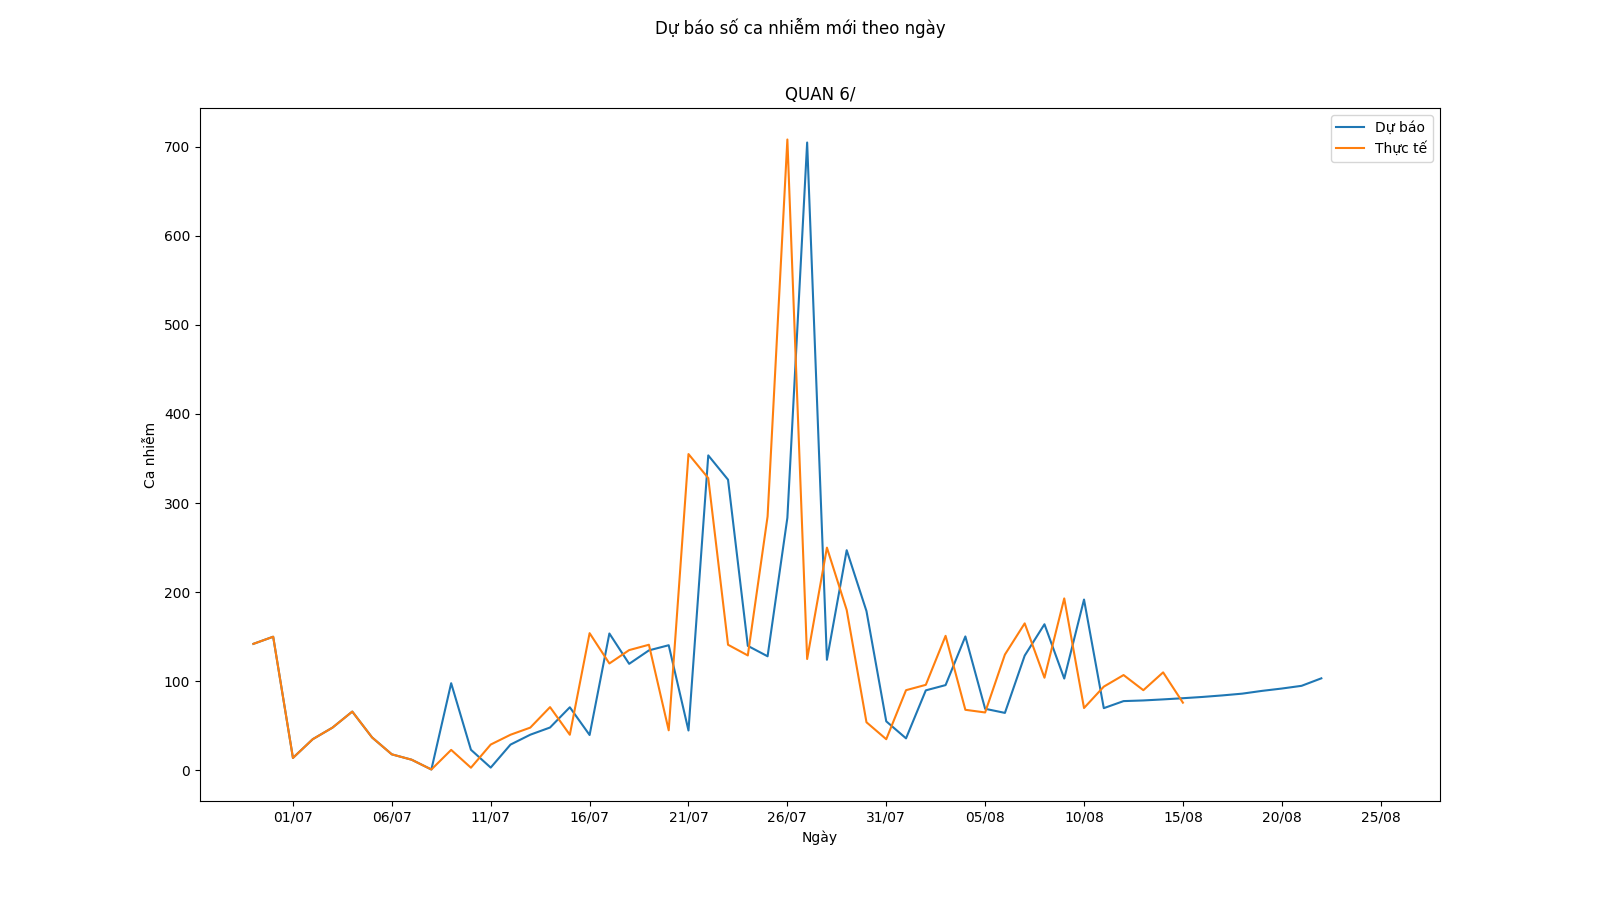 Dự báo số ca nhiễm mới theo ngày
QUAN 6/
Dự báo
Thực tế
700
600
500
400
300
200
100
0
Ca nhiễm
01/07 06/07 11/07 16/07 21/07 26/07 31/07 05/08 10/08 15/08 20/08 25/08
Ngày